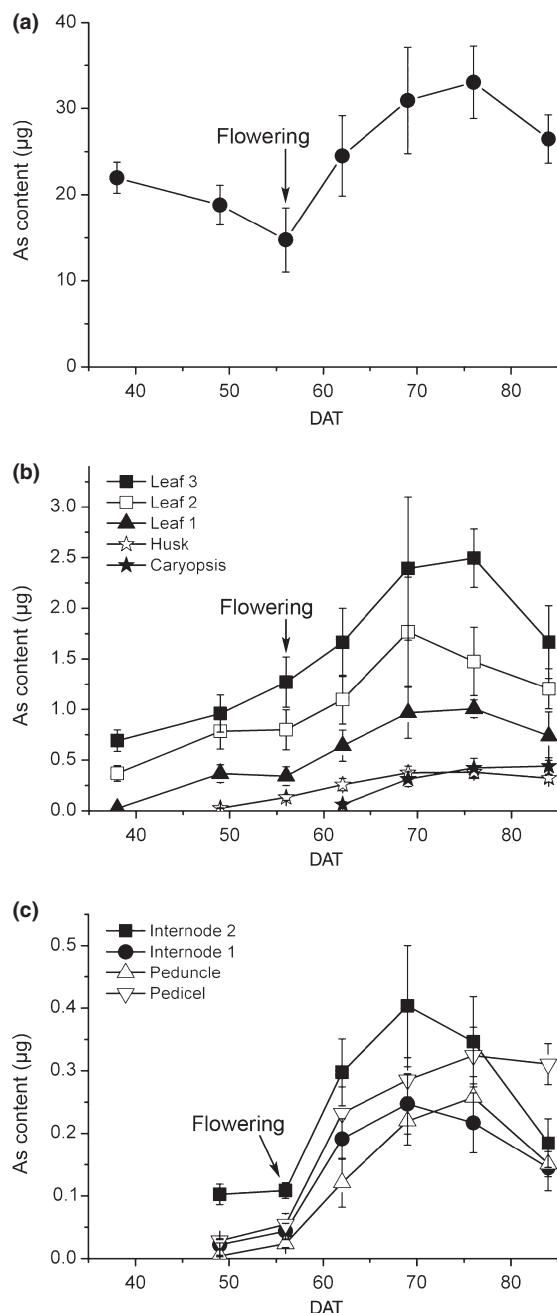 (a)
40
30
20
10
0
As content (µg)
Flowering
40 50 60 70 80
DAT
(b)
Leaf 3
Leaf 2
Leaf 1
Husk
Caryopsis
3.0
2.5
2.0
1.5
1.0
0.5
0.0
As content (µg)
Flowering
40 50 60 70 80
DAT
(c)
Internode 2
Internode 1
Peduncle
Pedicel
0.5
0.4
0.3
0.2
0.1
0.0
As content (µg)
Flowering
40 50 60 70 80
DAT